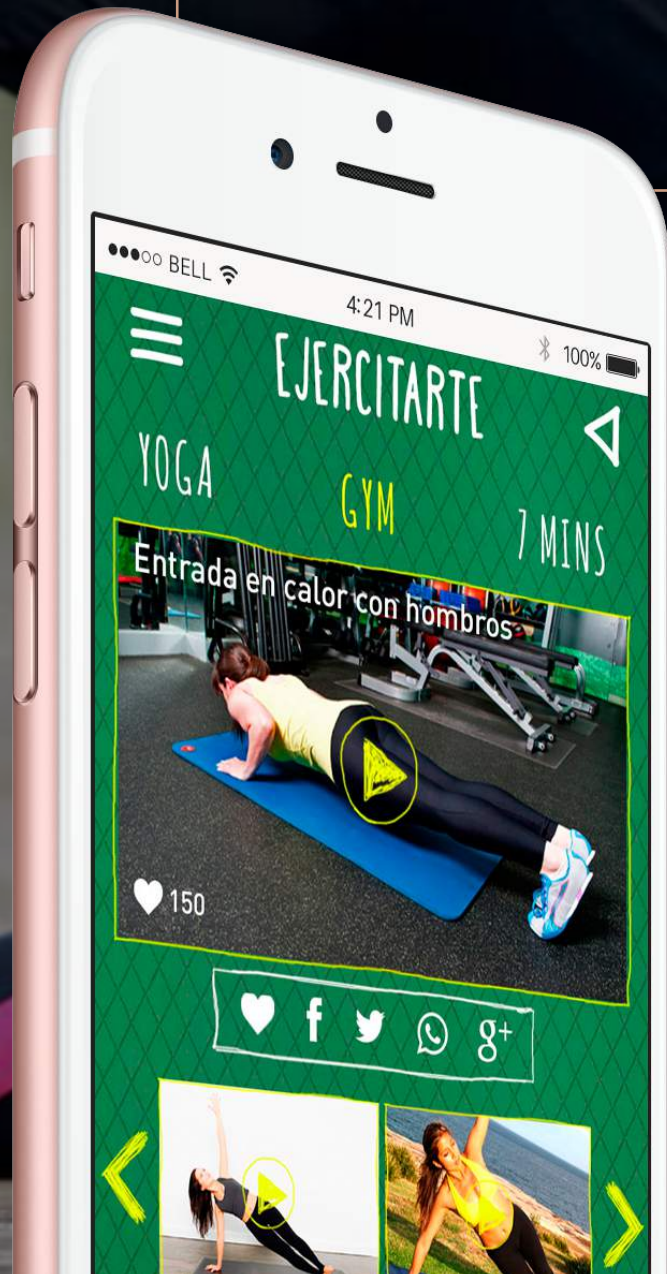 BELL
4:21 PM
100%
EJERCITARTE
YOGA
GYM
7 MINS
Entrada en calor con hombros
150
f
g+